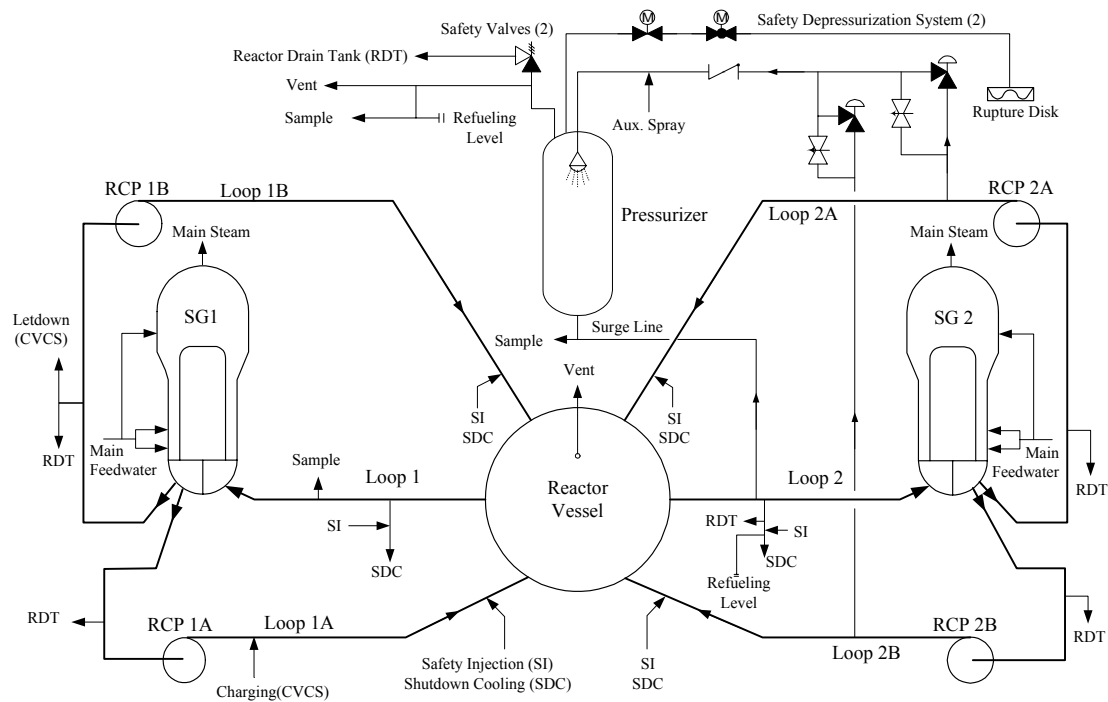 M
M
Safety Valves (2)
Safety Depressurization System (2)
Reactor Drain Tank (RDT)
Vent
Sample
Refueling
Level
Aux. Spray
Rupture Disk
RCP 1B
Loop 1B
Pressurizer
Loop 2A
RCP 2A
Main Steam
Main Steam
SG1
SG 2
Letdown
(CVCS)
Surge Line
Sample
Vent
SI
SDC
SI
SDC
RDT
Main
Feedwater
Main
Feedwater
RDT
Sample
Loop 1
Reactor
Vessel
Loop 2
SI
SDC
RDT
SI
SDC
Refueling
Level
RDT
RCP 1A
Loop 1A
Loop 2B
RCP 2B
RDT
Charging(CVCS)
Safety Injection (SI)
Shutdown Cooling (SDC)
SI
SDC